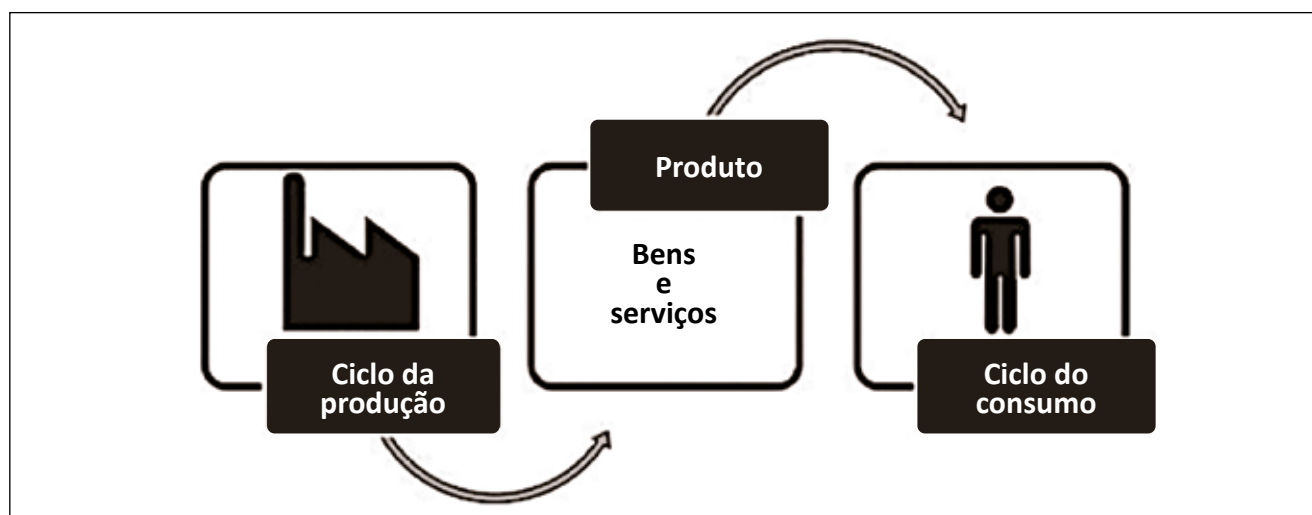 Ciclo da
produção
Produto
Bens
e
serviços
Ciclo do
consumo